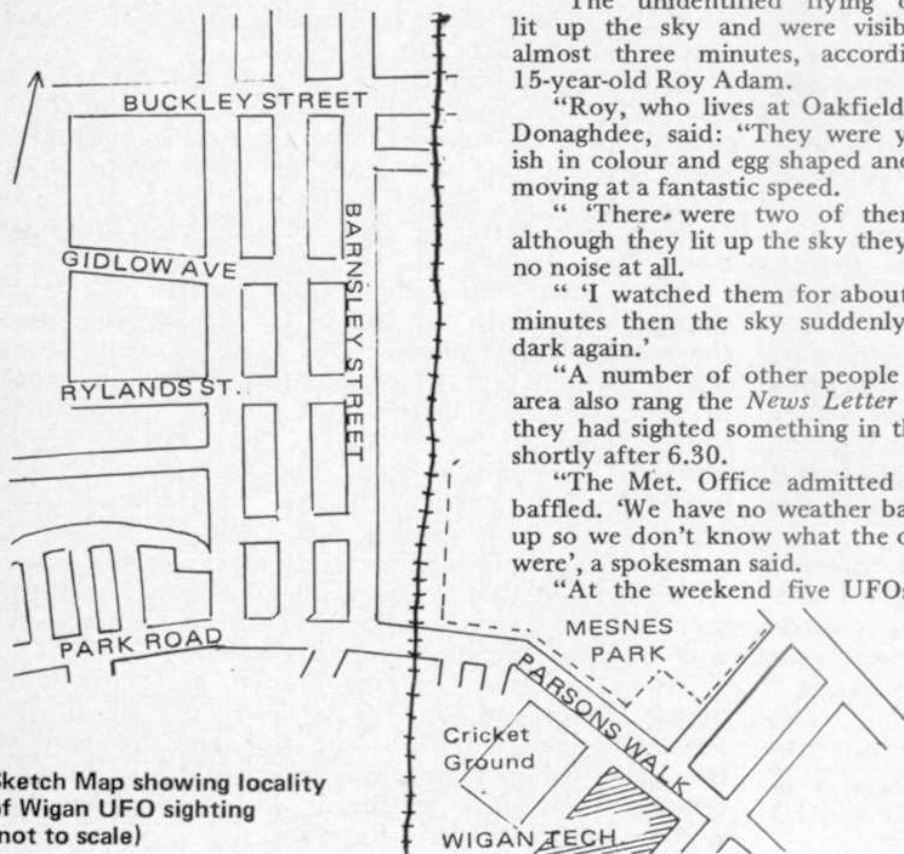 BUCKLEY STREET
GIDLOW AVE
BARNSLEY STREET
RYLANDS ST.
PARK ROAD
MESNES
PARK
PARSONS WALK
Cricket
Ground
WIGAN TECH.
Sketch Map showing locality
of Wigan UFO sighting
(not to scale)
The unidentified flying
lit up the sky and were
almost three minutes,
15-year-old Roy Adam.
"Roy, who lives at Oakfield
Donaghdee, said: "They were
ish in colour and egg shaped and
moving at a fantastic speed.
" 'There were two of
although they lit up the sky they
no noise at all.
" 'I watched them for about
minutes then the sky suddenly
dark again.'
"A number of other people
area also rang the News Letter
they had sighted something in
shortly after 6.30.
"The Met. Office admitted
baffled. 'We have no weather
up so we don't know what the
were', a spokesman said.
"At the weekend five UFOs